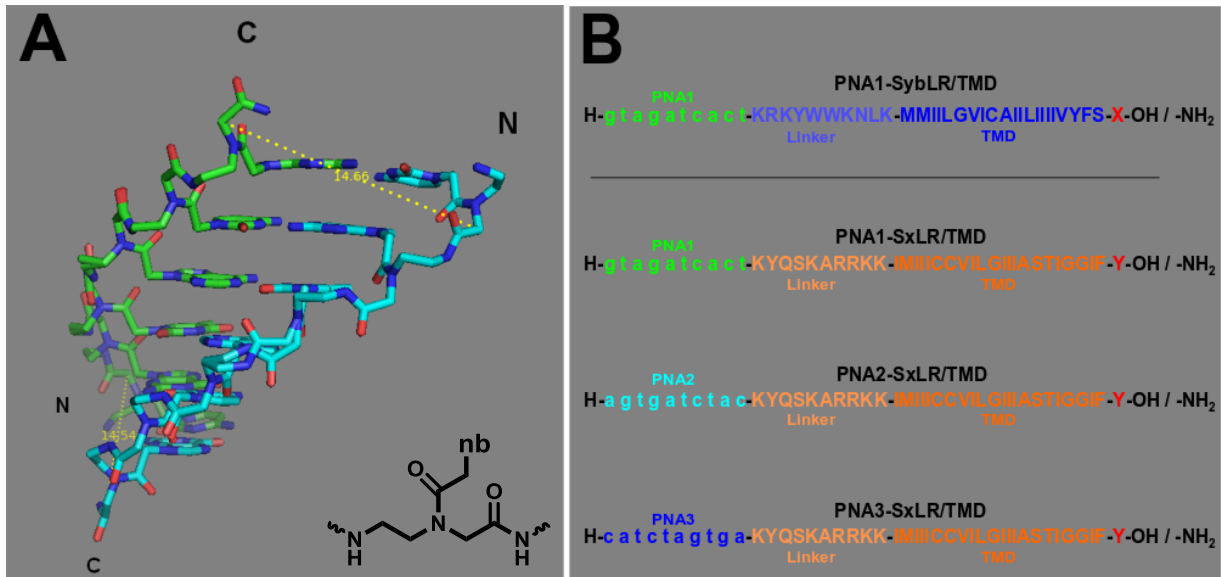 A
C
N
14.66
N
14.54
C
nb
O
N
O
N
H
N
H
B
PNA1-SybLR/TMD
PNA1
H-g t a g a t c a c t-KRKYWWKNLK-MMIILGVICAIILIIIIVYFS-X-OH / -NH2
Linker TMD
PNA1-SxLR/TMD
PNA1
H-g t a g a t c a c t-KYQSKARRKK-IMIIICCVILGIIIASTIGGIF-Y-OH / -NH2
Linker TMD
PNA2-SxLR/TMD
PNA2
H-a g t g a t c t a c-KYQSKARRKK-IMIIICCVILGIIIASTIGGIF-Y-OH / -NH2
Linker TMD
PNA3-SxLR/TMD
PNA3
H-c a t c t a g t g a-KYQSKARRKK-IMIIICCVILGIIIASTIGGIF-Y-OH / -NH2
Linker TMD